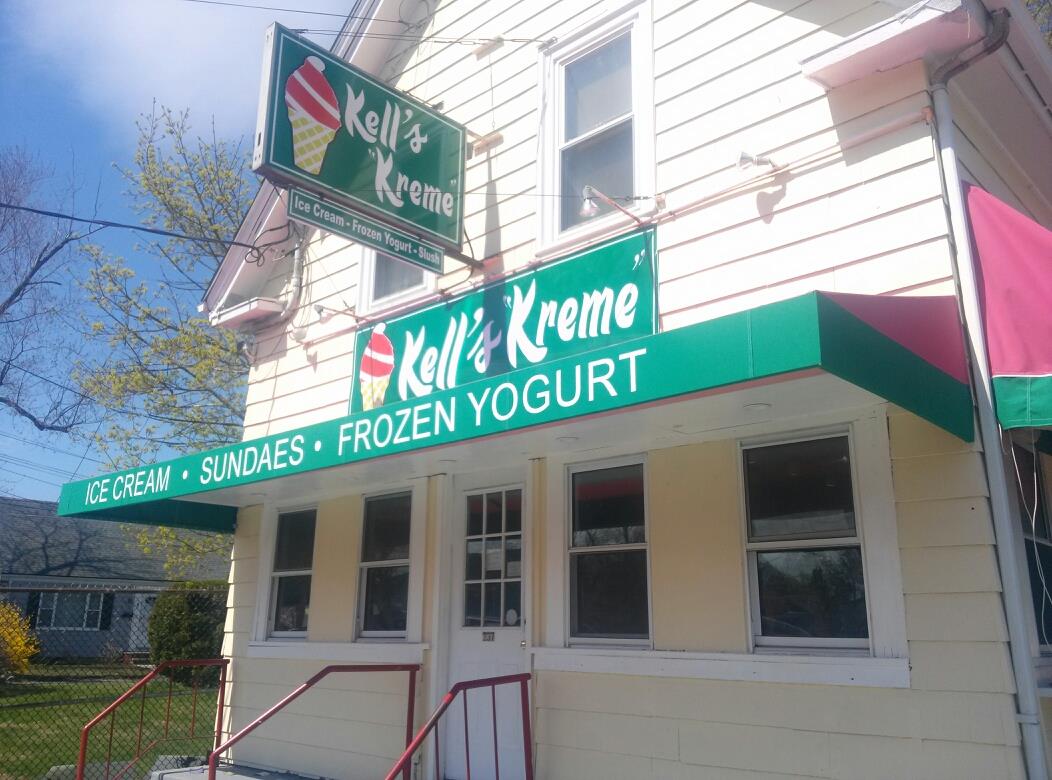 Kell's
"Kreme"
Ice Cream - Frozen Yogurt - Slush
Kell's "Kreme"
ICE CREAM • SUNDAES • FROZEN YOGURT